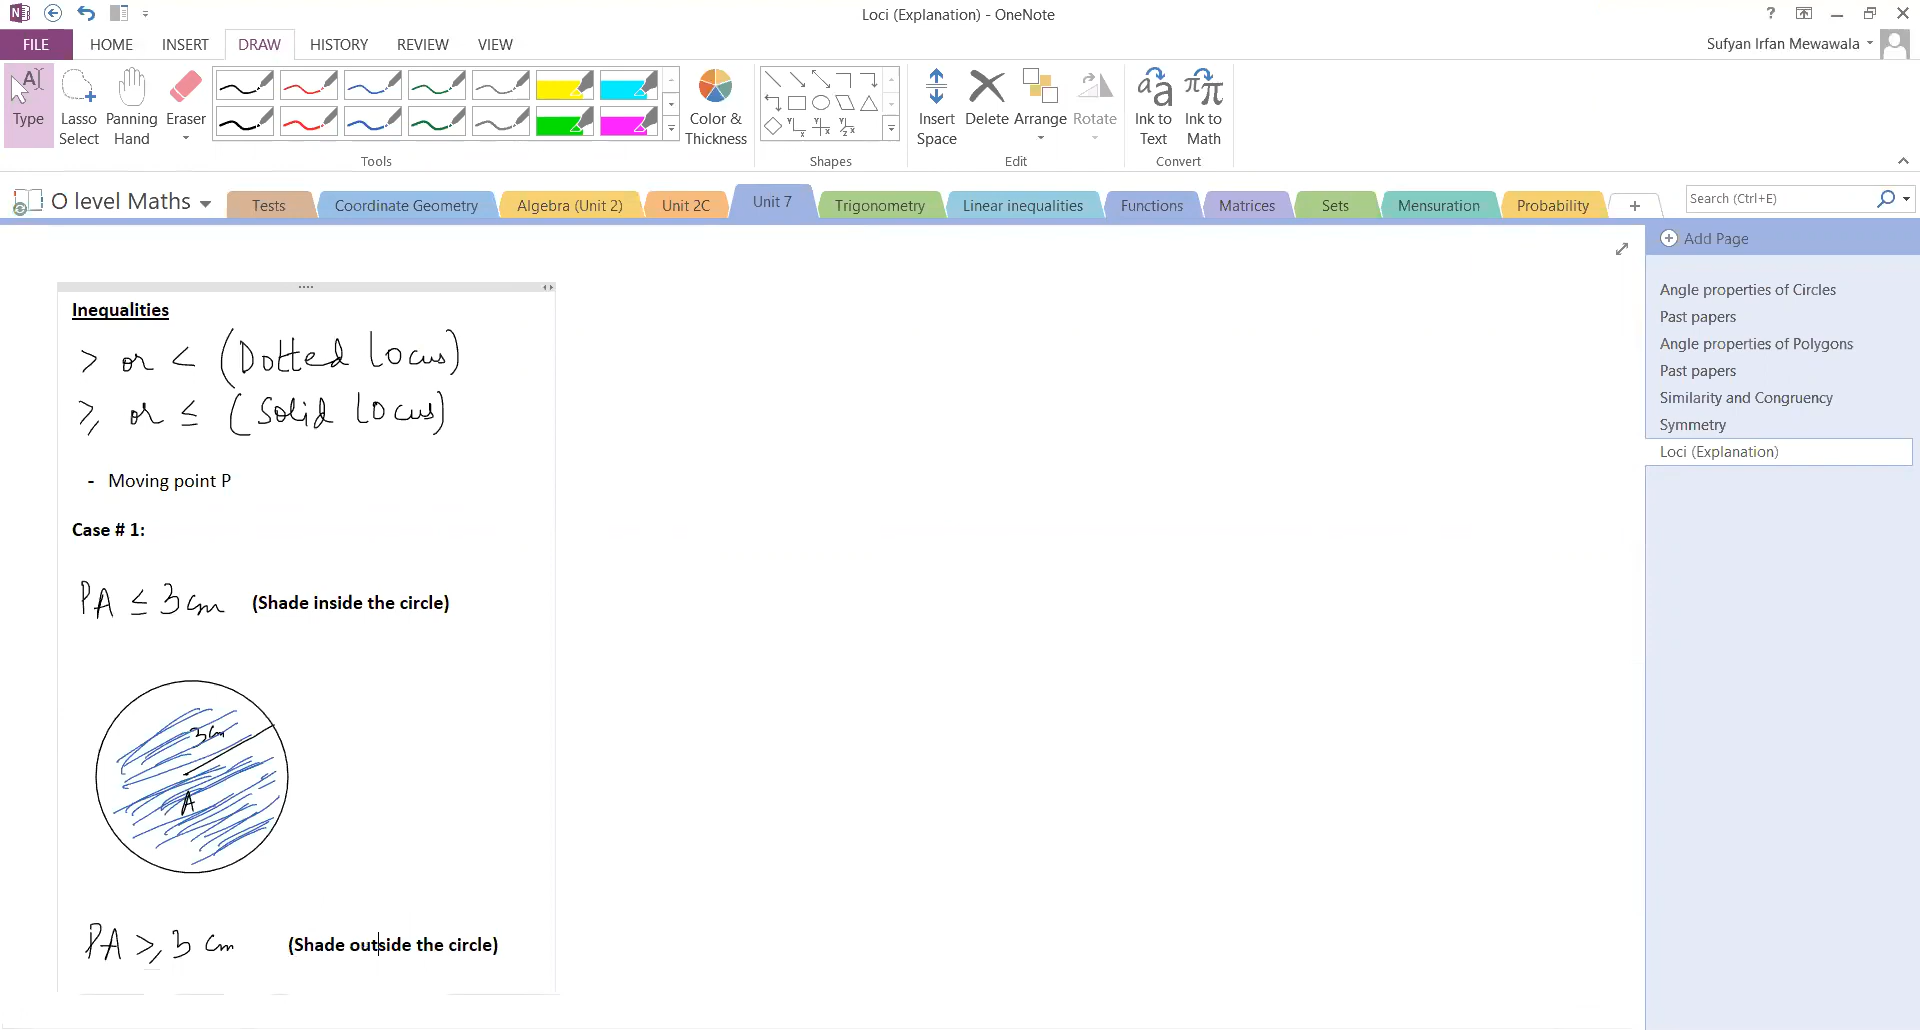 Loci (Explanation) - OneNote
?
FILE HOME INSERT DRAW HISTORY REVIEW VIEW
Sufyan Irfan Mewawala
Type
Lasso Select
Panning Hand
Eraser
Color & Thickness
Insert Space
Delete
Arrange
Rotate
Ink to Text
Ink to Math
Tools
Shapes
Edit
Convert
O level Maths
Tests
Coordinate Geometry
Algebra (Unit 2)
Unit 2C
Unit 7
Trigonometry
Linear inequalities
Functions
Matrices
Sets
Mensuration
Probability
+
Search (Ctrl+E)
Add Page
Angle properties of Circles
Past papers
Angle properties of Polygons
Past papers
Similarity and Congruency
Symmetry
Loci (Explanation)
Inequalities
> or < (Dotted locus)
≥ or ≤ (Solid locus)
- Moving point P
Case # 1:
PA ≤ 3cm (Shade inside the circle)
3cm
A
PA ≥ 3 cm (Shade outside the circle)